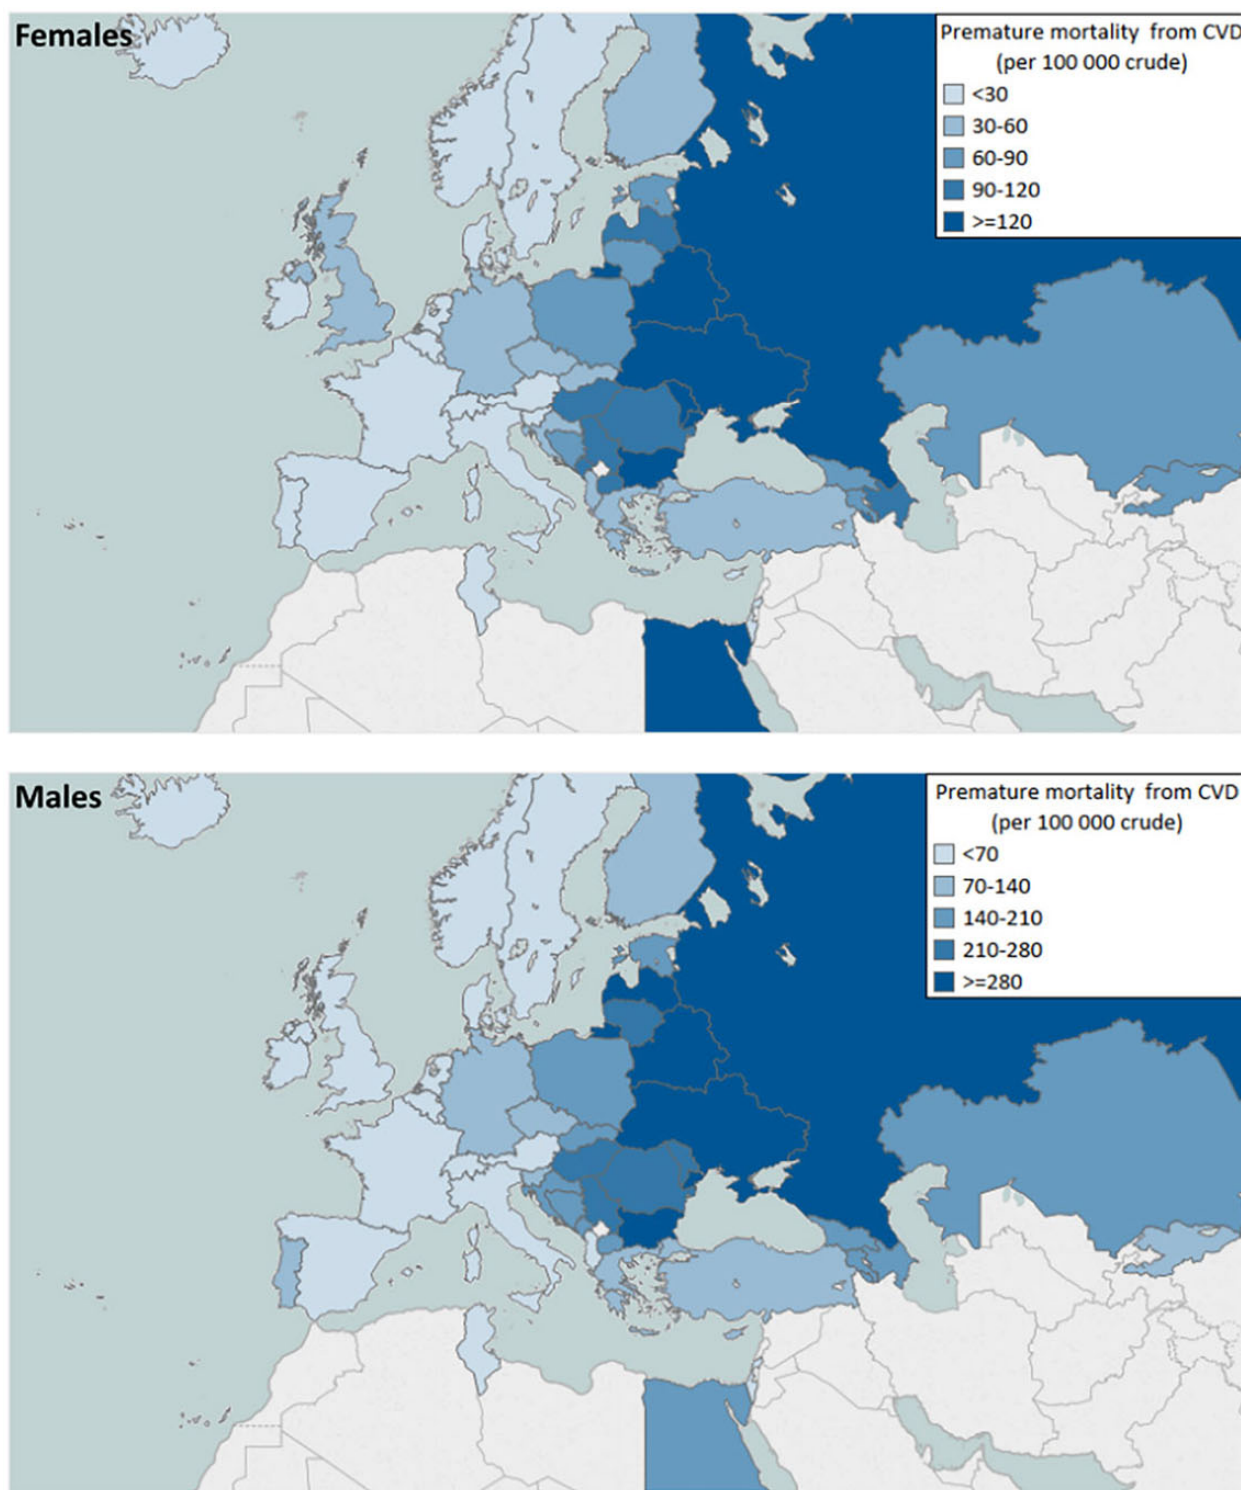 Females
Premature mortality from CVD
(per 100 000 crude)
<30
30-60
60-90
90-120
>=120
Males
Premature mortality from CVD
(per 100 000 crude)
<70
70-140
140-210
210-280
>=280